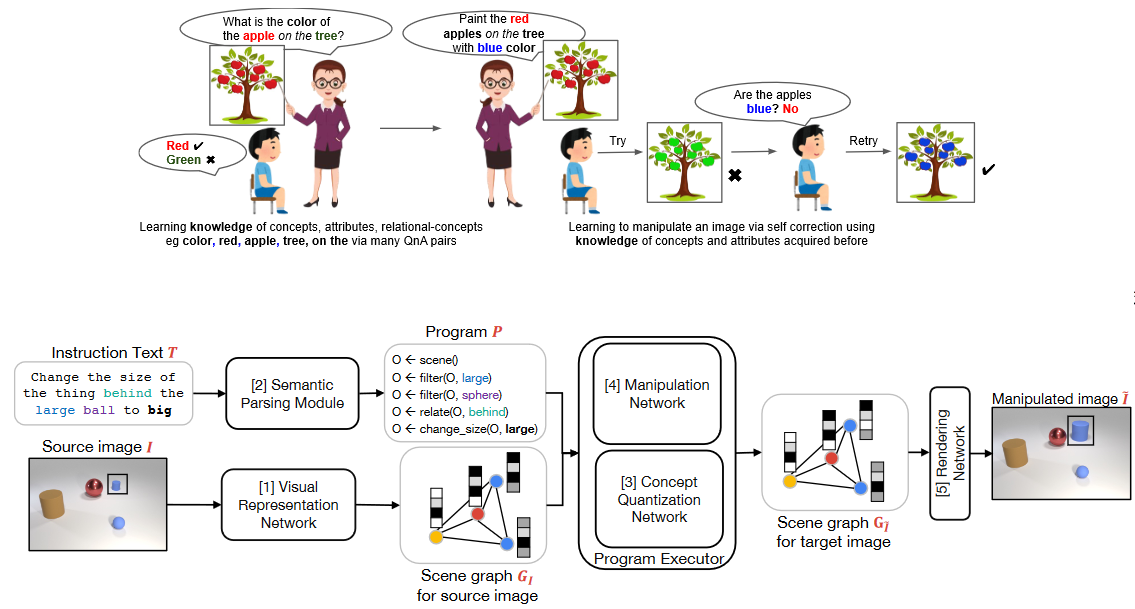 What is the color of
the apple on the tree?
Paint the red
apples on the tree
with blue color
Red ✔
Green ✖
Try
Are the apples
blue? No
Retry
Learning knowledge of concepts, attributes, relational-concepts
eg color, red, apple, tree, on the via many QnA pairs
Learning to manipulate an image via self correction using
knowledge of concepts and attributes acquired before
Instruction Text T
Change the size of
the thing behind the
large ball to big
[2] Semantic
Parsing Module
Program P
O ← scene()
O ← filter(O, large)
O ← filter(O, sphere)
O ← relate(O, behind)
O ← change_size(O, large)
Source image I
[1] Visual
Representation
Network
Scene graph G_I
for source image
[4] Manipulation
Network
[3] Concept
Quantization
Network
Program Executor
Scene graph G_Ĩ
for target image
[5] Rendering
Network
Manipulated image Ĩ